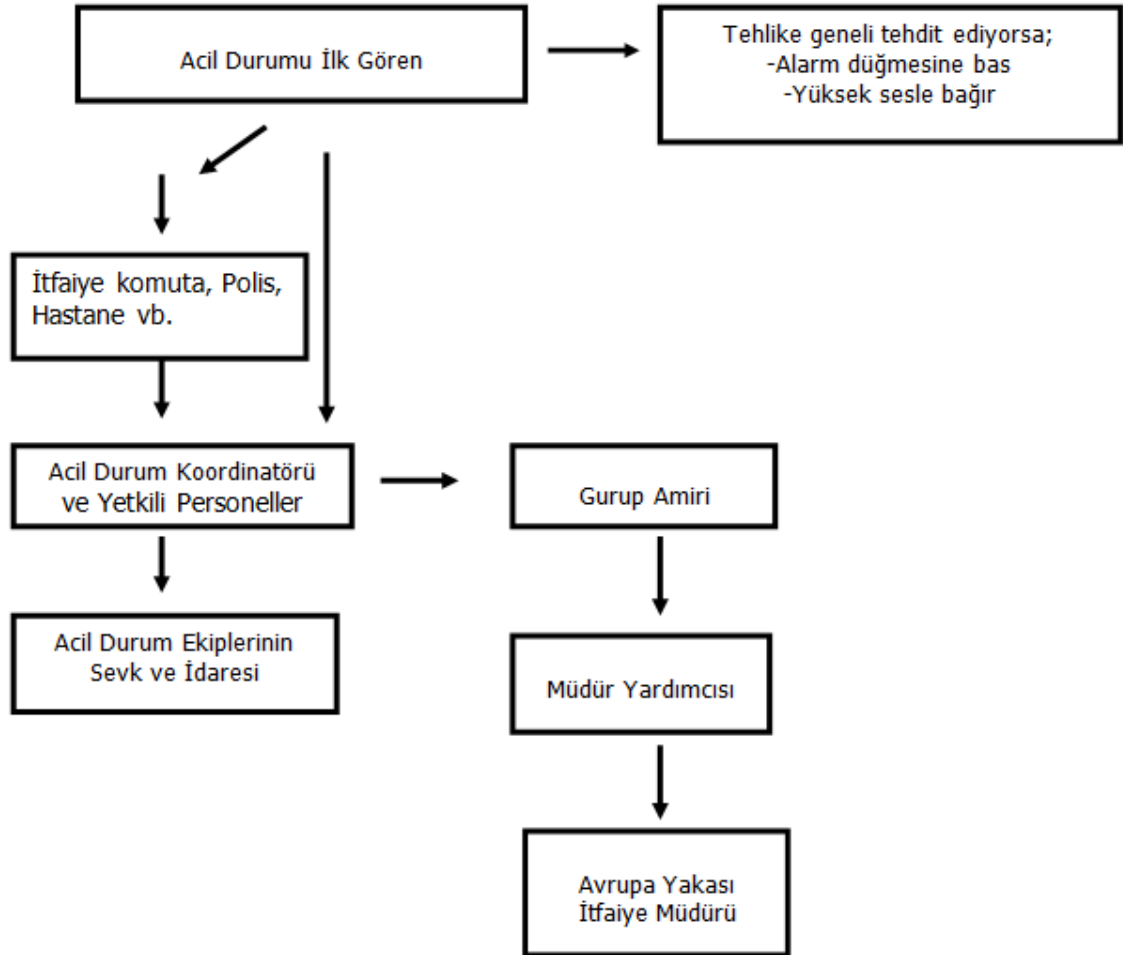 Acil Durumu İlk Gören
Tehlike geneli tehdit ediyorsa;
-Alarm düğmesine bas
-Yüksek sesle bağır
İtfaiye komuta, Polis,
Hastane vb.
Acil Durum Koordinatörü
ve Yetkili Personeller
Gurup Amiri
Acil Durum Ekiplerinin
Sevk ve İdaresi
Müdür Yardımcısı
Avrupa Yakası
İtfaiye Müdürü